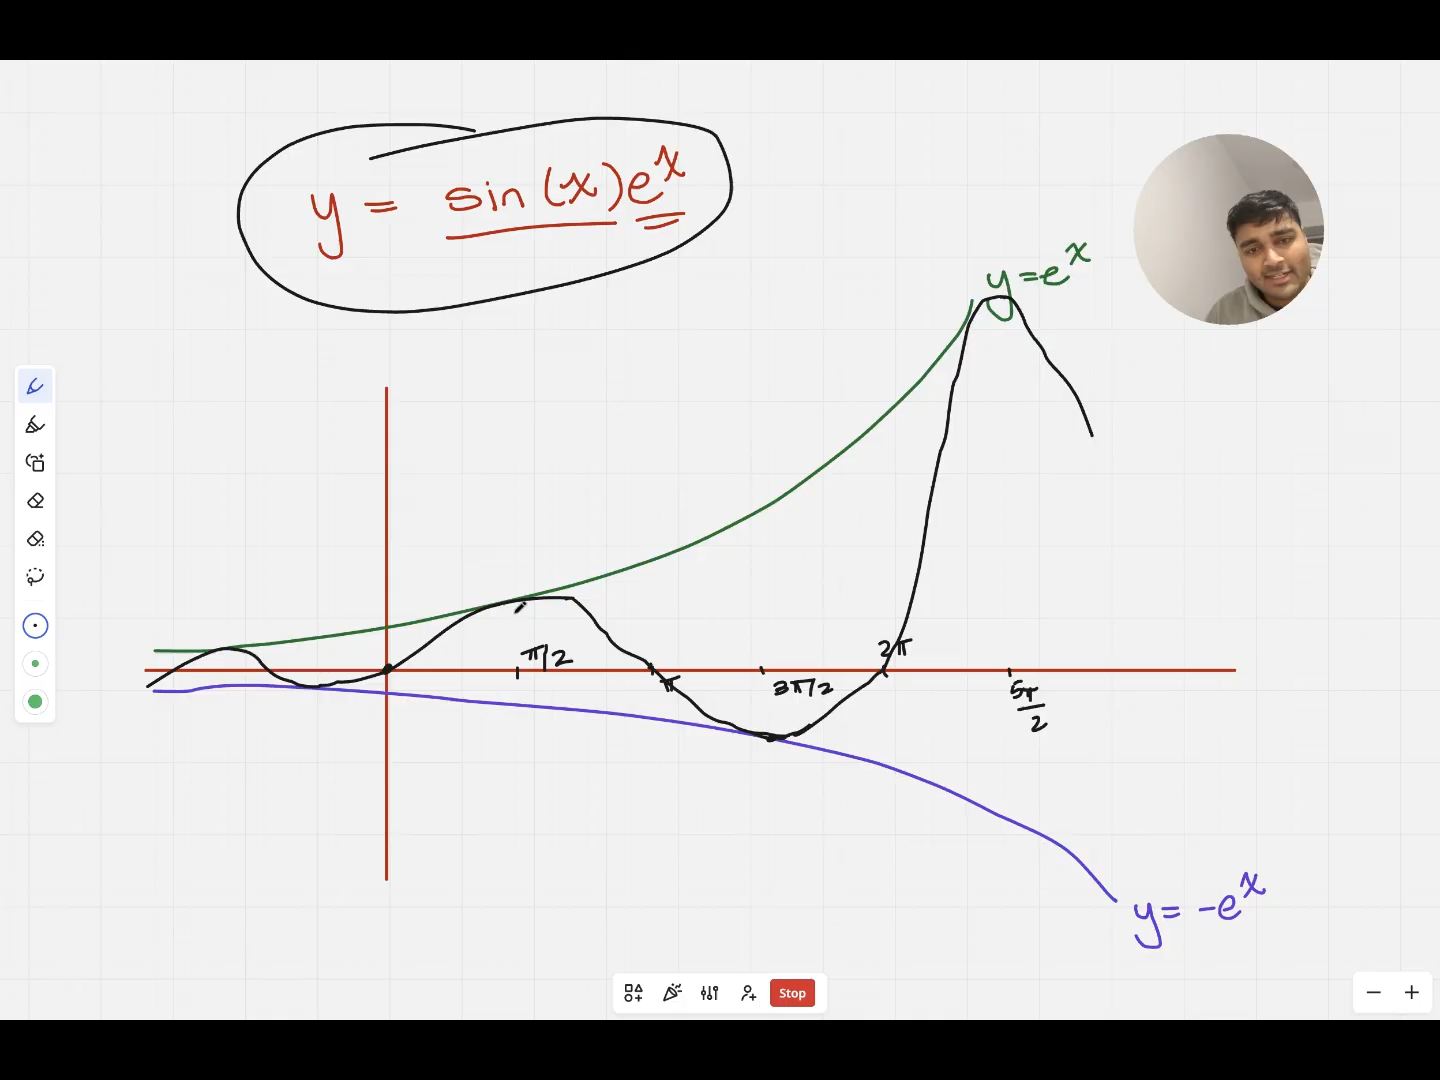 y = sin(x)e^x
y = e^x
π/2
π
3π/2
2π
5π/2
y = -e^x
Stop